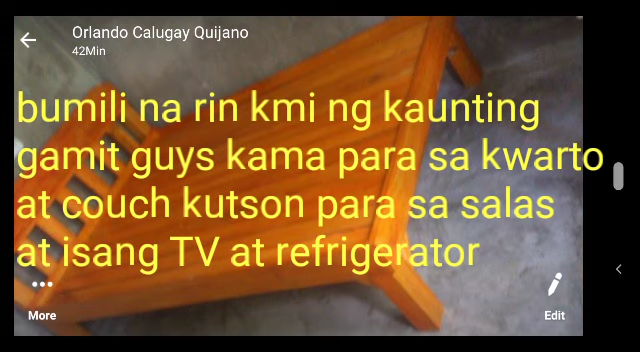 Orlando Calugay Quijano
42Min
bumili na rin kmi ng kaunting
gamit guys kama para sa kwarto
at couch kutson para sa salas
at isang TV at refrigerator
More
Edit